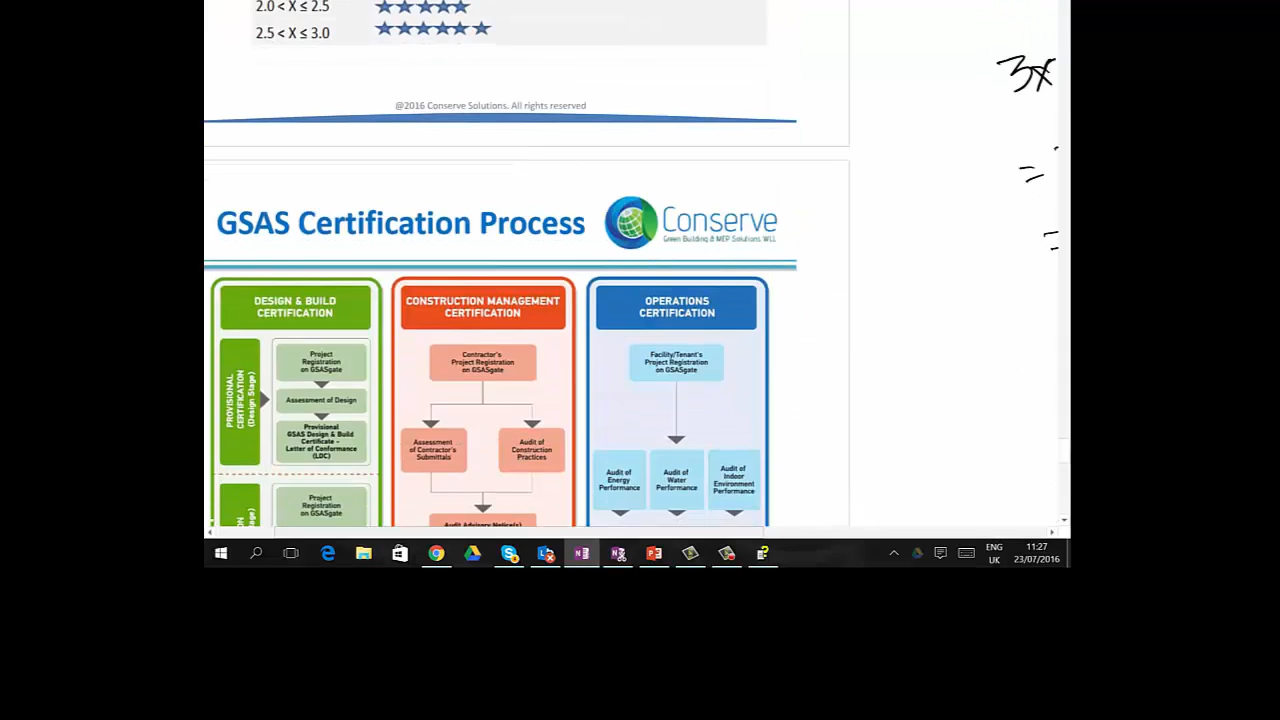 2.0 < X ≤ 2.5 ★★★★★
2.5 < X ≤ 3.0 ★★★★★★
3x
=
=
@2016 Conserve Solutions. All rights reserved
GSAS Certification Process
Conserve
Green Building & MEP Solutions WLL
DESIGN & BUILD
CERTIFICATION
PROVISIONAL
CERTIFICATION
(Design Stage)
Project
Registration
on GSASgate
Assessment of Design
Provisional
GSAS Design & Build
Certificate –
Letter of Conformance
(LOC)
Project
Registration
on GSASgate
CONSTRUCTION MANAGEMENT
CERTIFICATION
Contractor's
Project Registration
on GSASgate
Assessment
of Contractor's
Submittals
Audit of
Construction
Practices
Audit Advisory Notice(s)
OPERATIONS
CERTIFICATION
Facility/Tenant's
Project Registration
on GSASgate
Audit of
Energy
Performance
Audit of
Water
Performance
Audit of
Indoor
Environment
Performance
ENG
UK
11:27
23/07/2016